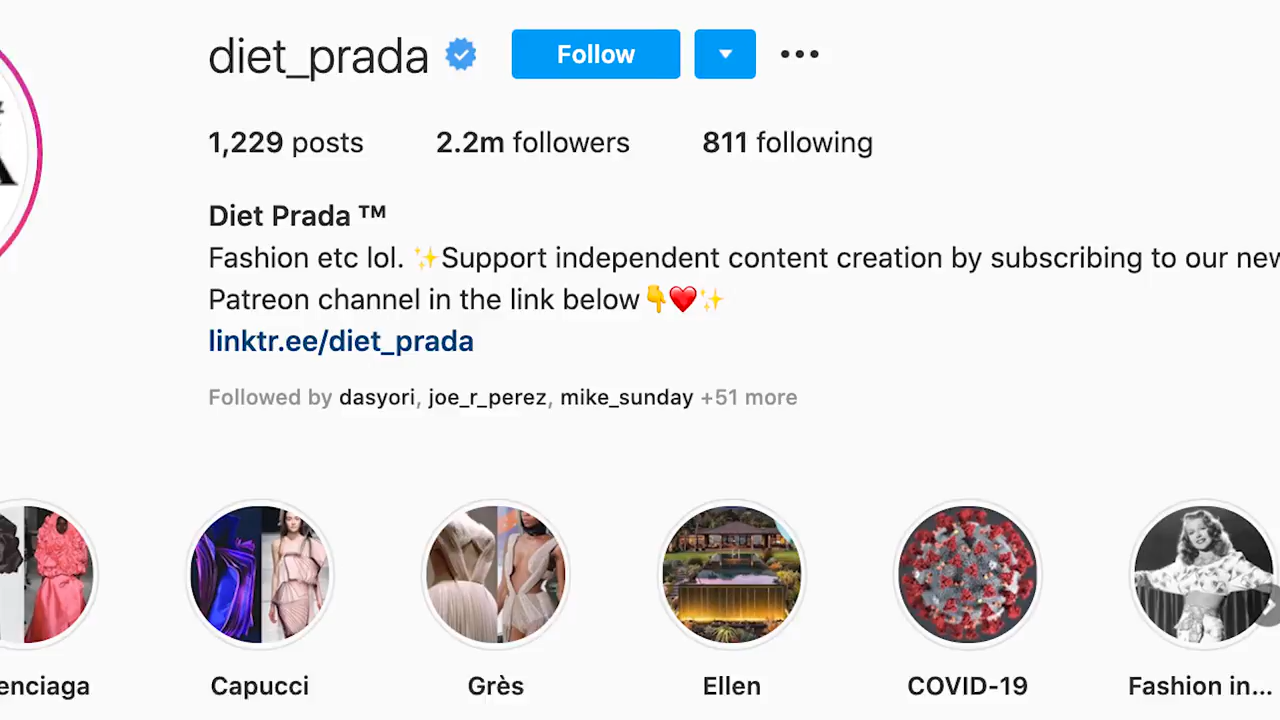 diet_prada Follow
1,229 posts 2.2m followers 811 following
Diet Prada ™
Fashion etc lol. ✨Support independent content creation by subscribing to our new
Patreon channel in the link below👇❤️✨
linktr.ee/diet_prada
Followed by dasyori, joe_r_perez, mike_sunday +51 more
enciaga Capucci Grès Ellen COVID-19 Fashion in...